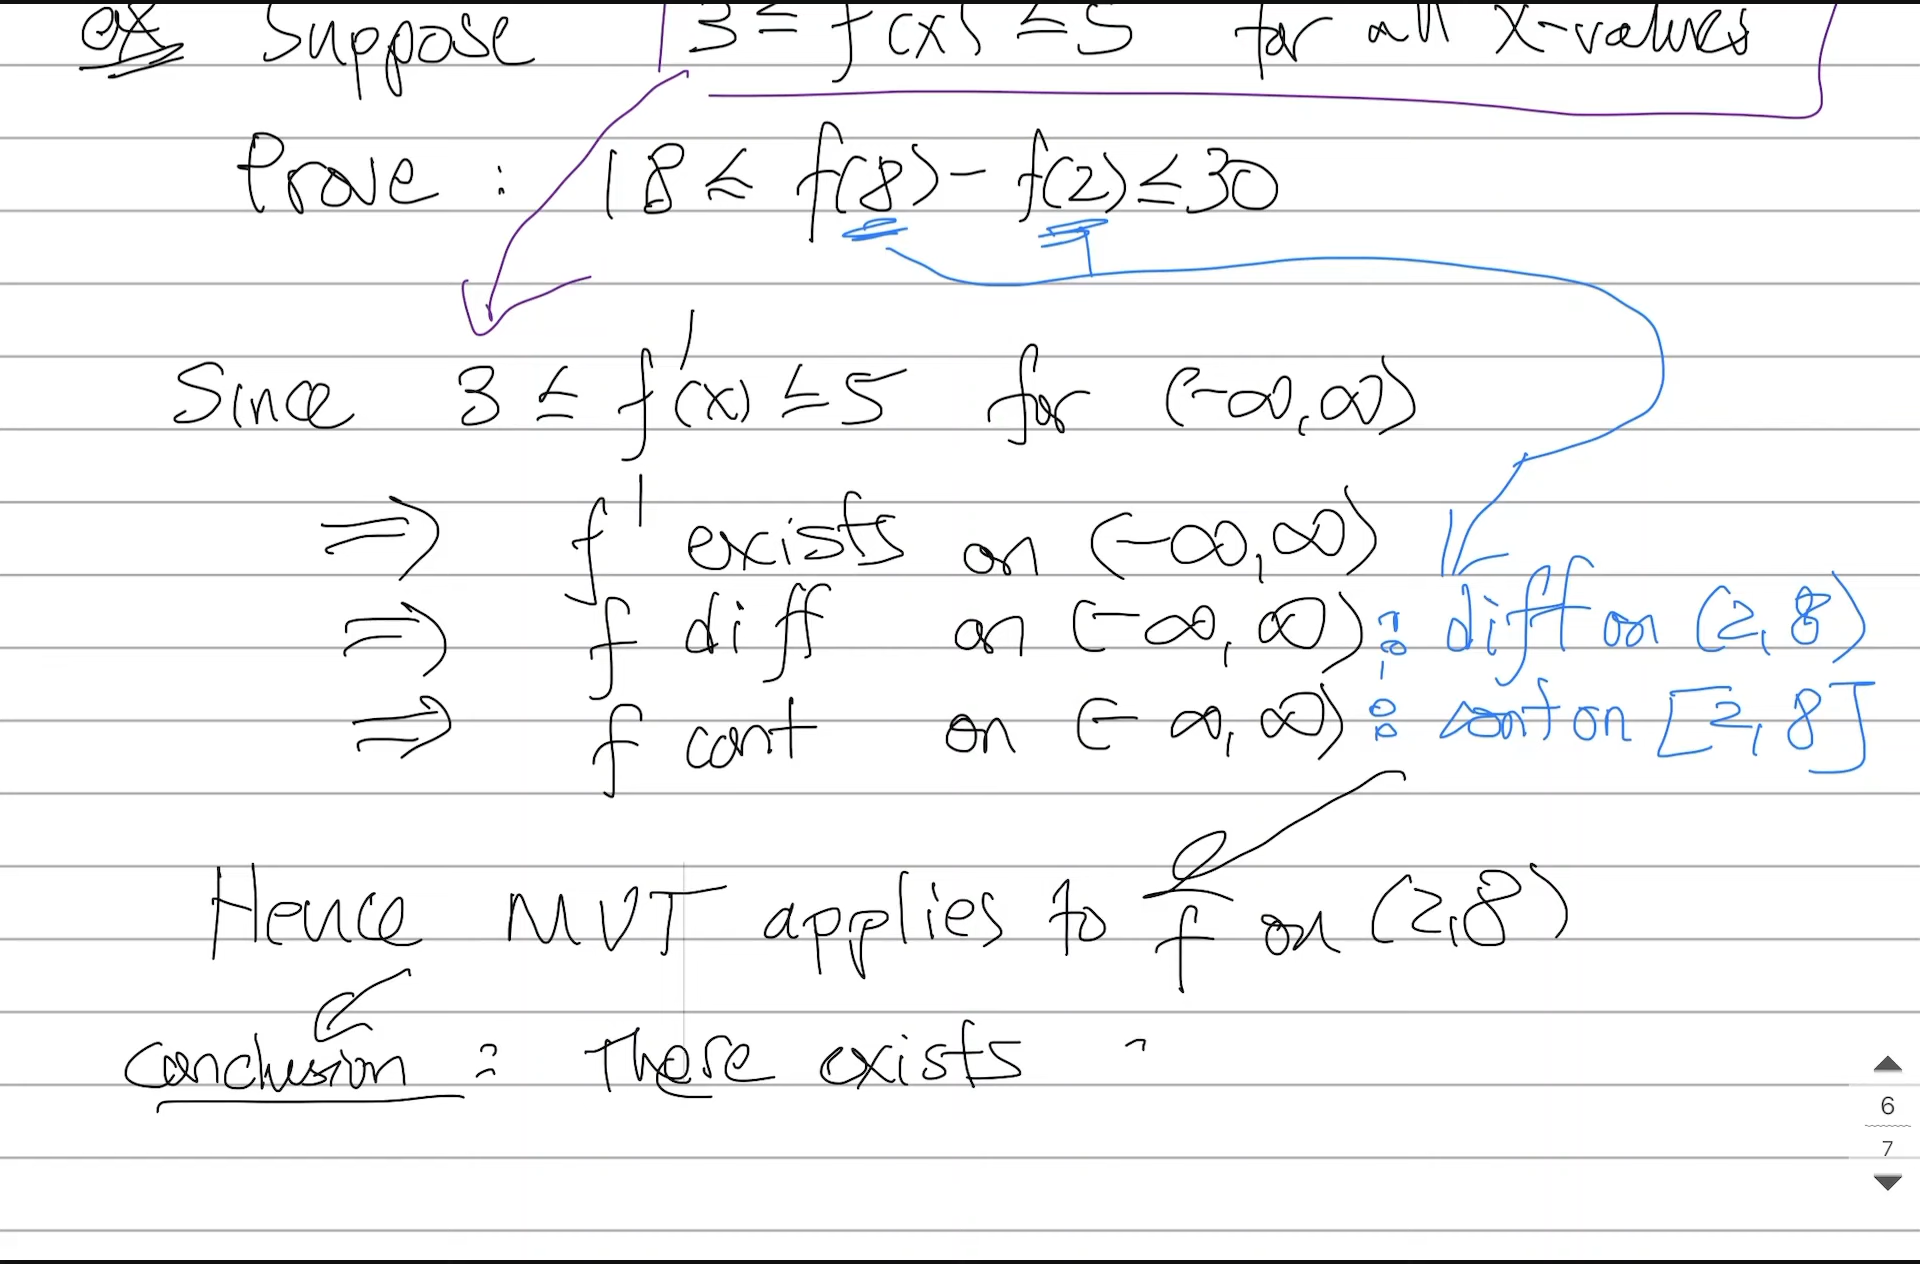 ex Suppose 3 ≤ f(x) ≤ 5 for all x-values
Prove : 18 ≤ f(8) - f(2) ≤ 30
Since 3 ≤ f'(x) ≤ 5 for (-∞,∞)
⇒ f' exists on (-∞,∞)
⇒ f diff on (-∞,∞) : diff on (2,8)
⇒ f cont on (-∞,∞) : cont on [2,8]
Hence MVT applies to f on (2,8)
Conclusion : There exists
6
7